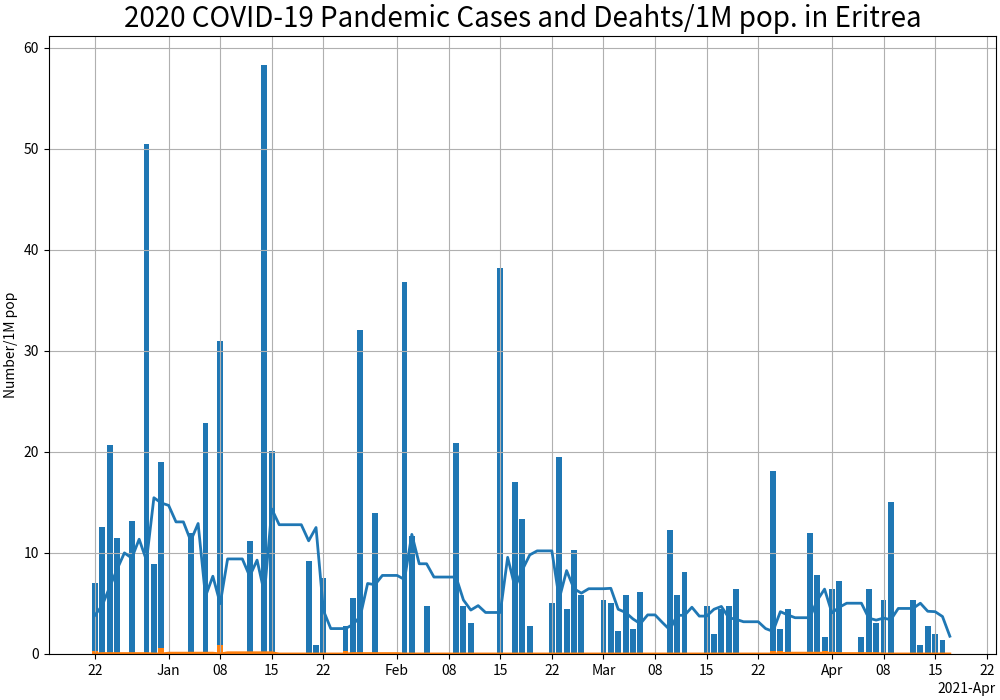 2020 COVID-19 Pandemic Cases and Deahts/1M pop. in Eritrea
Number/1M pop
60
50
40
30
20
10
0
22 Jan 08 15 22 Feb 08 15 22 Mar 08 15 22 Apr 08 15 22
2021-Apr